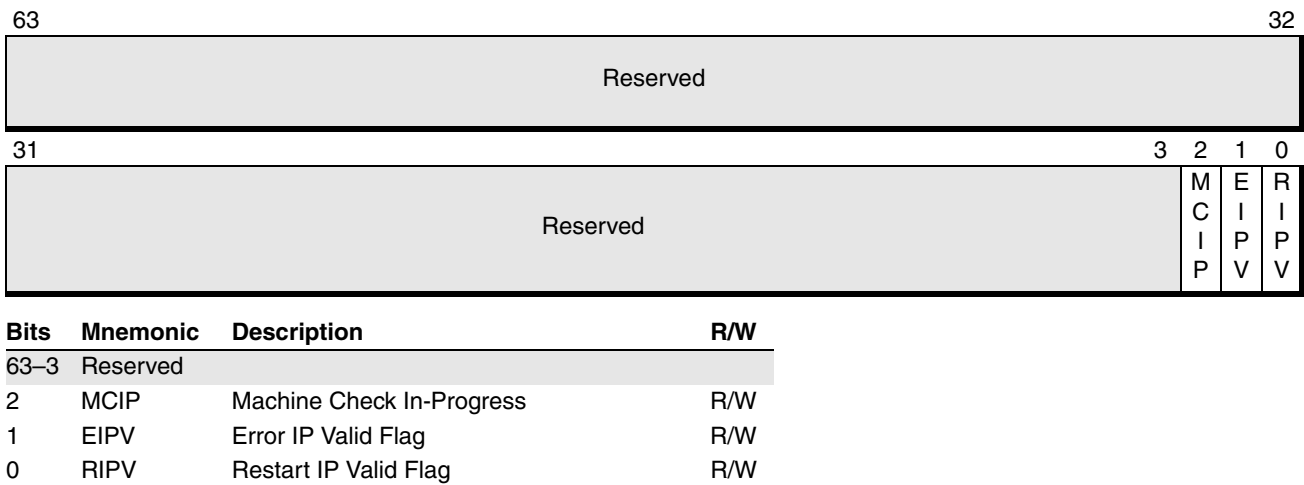 63 32
Reserved
31 3 2 1 0
Reserved
M E R
C I I
I P P
P V V
Bits Mnemonic Description R/W
63–3 Reserved
2 MCIP Machine Check In-Progress R/W
1 EIPV Error IP Valid Flag R/W
0 RIPV Restart IP Valid Flag R/W